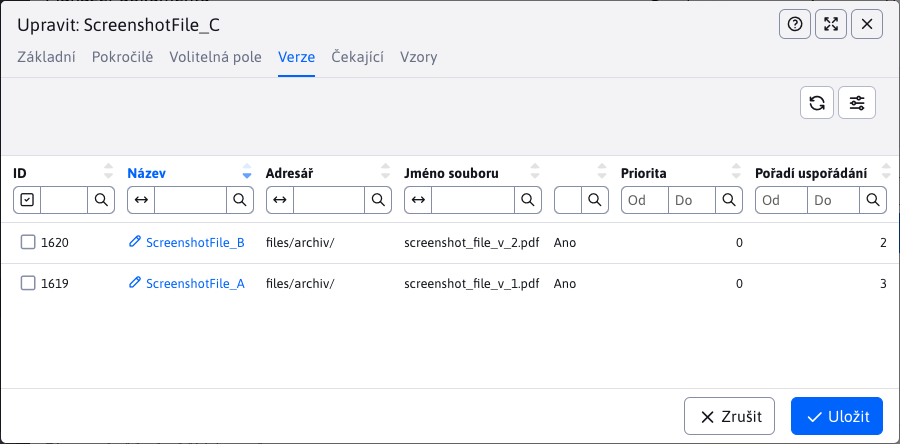 Upravit: ScreenshotFile_C
Základní Pokročilé Volitelná pole Verze Čekající Vzory
ID Název Adresář Jméno souboru Priorita Pořadí uspořádání
Od Do Od Do
1620 ScreenshotFile_B files/archiv/ screenshot_file_v_2.pdf Ano 0 2
1619 ScreenshotFile_A files/archiv/ screenshot_file_v_1.pdf Ano 0 3
Zrušit Uložit